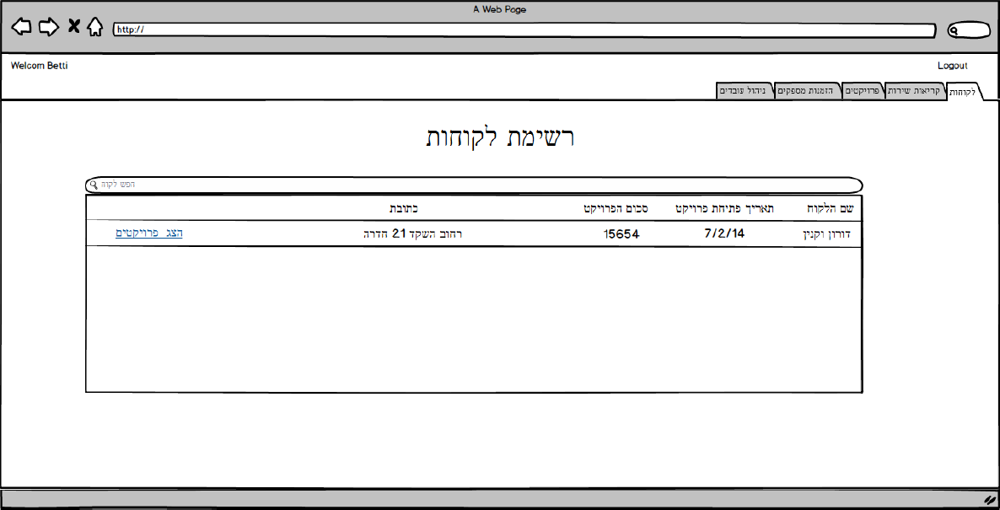 A Web Page
http://
Welcom Betti
Logout
לקוחות
קריאות שירות
פרויקטים
הזמנות מספקים
ניהול עובדים
רשימת לקוחות
חפש לקוח
שם הלקוח תאריך פתיחת פרויקט סכום הפרויקט כתובת
דורון וקנין 7/2/14 15654 רחוב השקד 21 חדרה הצג פרויקטים